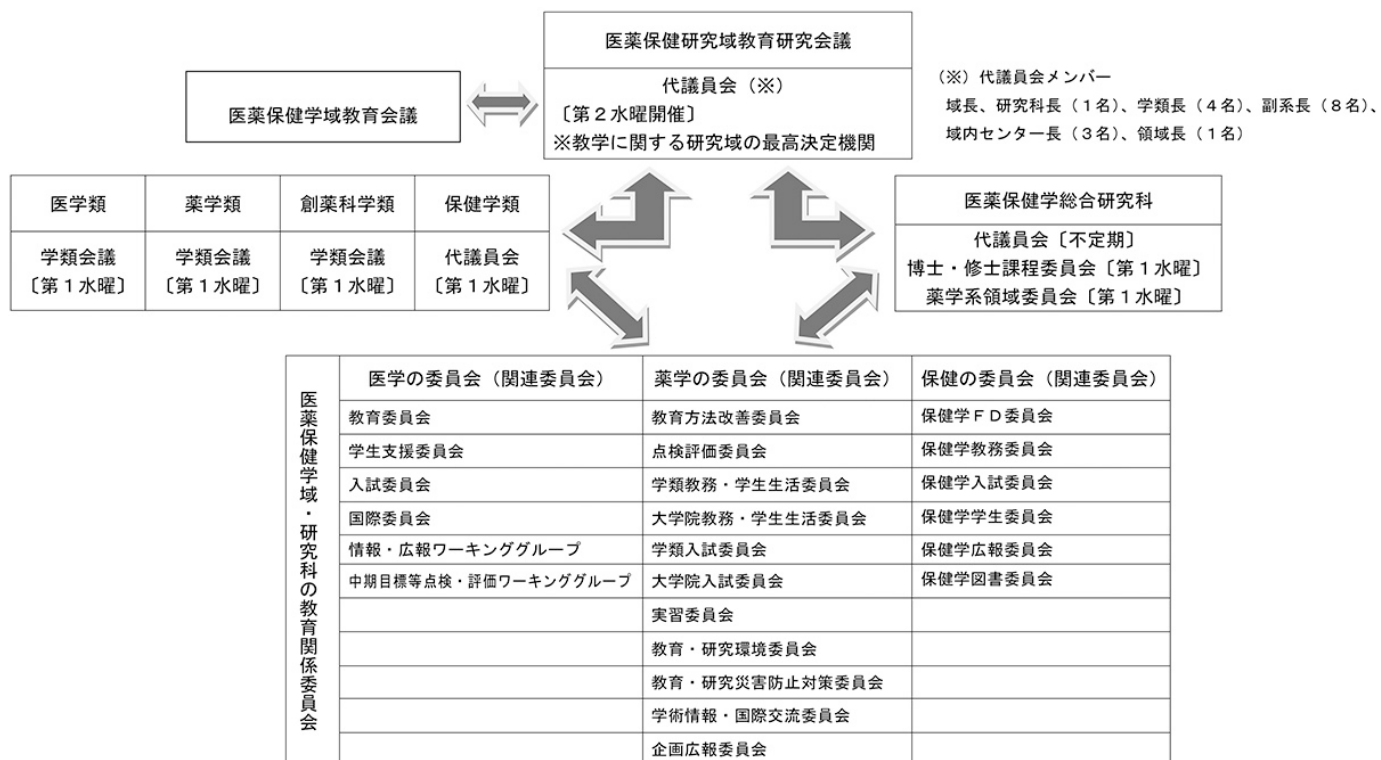 医薬保健研究域教育研究会議
代議員会（※）
〔第２水曜開催〕
※教学に関する研究域の最高決定機関
医薬保健学域教育会議
（※）代議員会メンバー
域長、研究科長（１名）、学類長（４名）、副系長（８名）、
域内センター長（３名）、領域長（１名）
医学類 薬学類 創薬科学類 保健学類
学類会議 学類会議 学類会議 代議員会
〔第１水曜〕 〔第１水曜〕 〔第１水曜〕 〔第１水曜〕
医薬保健学総合研究科
代議員会〔不定期〕
博士・修士課程委員会〔第１水曜〕
薬学系領域委員会〔第１水曜〕
医薬保健学域・研究科の教育関係委員会
医学の委員会（関連委員会） 薬学の委員会（関連委員会） 保健の委員会（関連委員会）
教育委員会 教育方法改善委員会 保健学ＦＤ委員会
学生支援委員会 点検評価委員会 保健学教務委員会
入試委員会 学類教務・学生生活委員会 保健学入試委員会
国際委員会 大学院教務・学生生活委員会 保健学学生委員会
情報・広報ワーキンググループ 学類入試委員会 保健学広報委員会
中期目標等点検・評価ワーキンググループ 大学院入試委員会 保健学図書委員会
実習委員会
教育・研究環境委員会
教育・研究災害防止対策委員会
学術情報・国際交流委員会
企画広報委員会